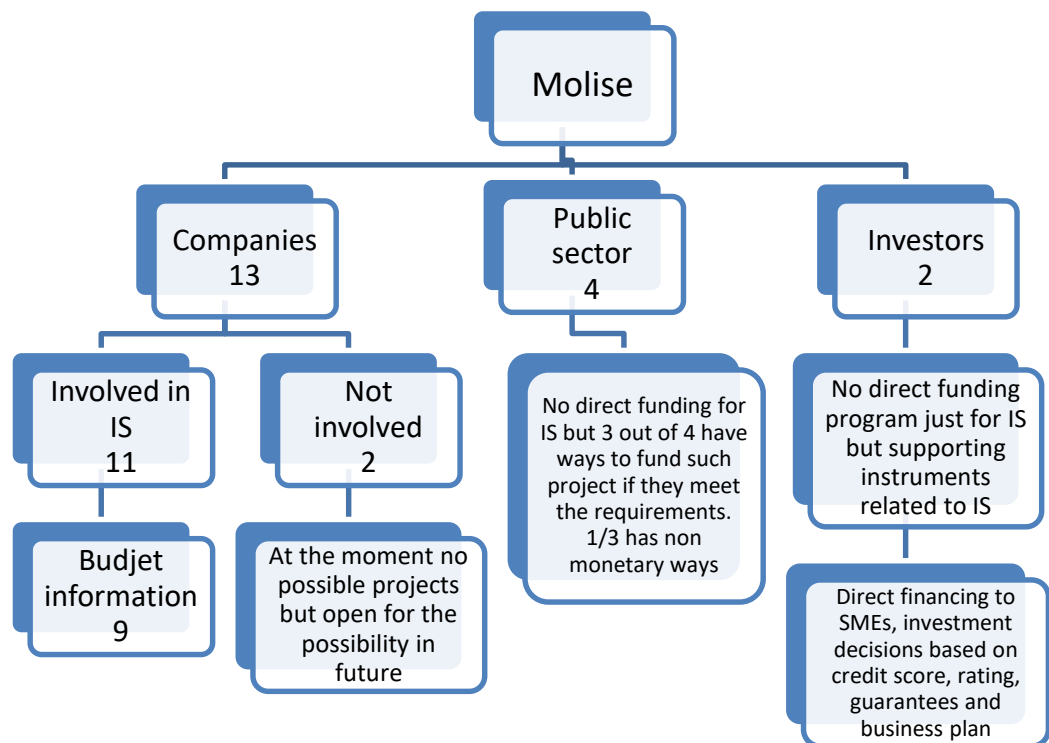 Molise
Companies
13
Public
sector
4
Investors
2
Involved in
IS
11
Not
involved
2
No direct funding for
IS but 3 out of 4 have
ways to fund such
project if they meet
the requirements.
1/3 has non
monetary ways
No direct funding
program just for IS
but supporting
instruments
related to IS
Budjet
information
9
At the moment no
possible projects
but open for the
possibility in
future
Direct financing to
SMEs, investment
decisions based on
credit score, rating,
guarantees and
business plan